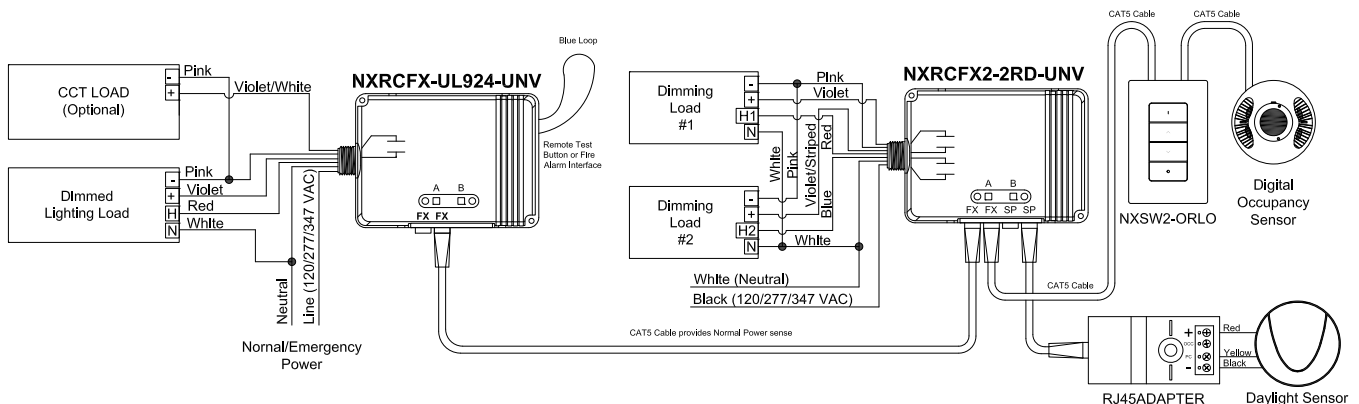 CCT LOAD
(Optional)
-
+
Pink
Violet/White
Dimmed
Lighting Load
-
+
H
N
Pink
Violet
Red
White
Neutral
Line (120/277/347 VAC)
Nornal/Emergency
Power
NXRCFX-UL924-UNV
A B
FX FX
Blue Loop
Remote Test
Button or Fire
Alarm Interface
Dimming
Load
#1
-
+
H1
N
Pink
Violet
White
Pink
Violet/Striped
Blue
Red
Dimming
Load
#2
-
+
H2
N
White
White (Neutral)
Black (120/277/347 VAC)
CAT5 Cable provides Normal Power sense
NXRCFX2-2RD-UNV
A B
FX FX SP SP
CAT5 Cable
CAT5 Cable
NXSW2-ORLO
Digital
Occupancy
Sensor
CAT5 Cable
+
OCC
PC
-
Red
Yellow
Black
RJ45ADAPTER
Daylight Sensor